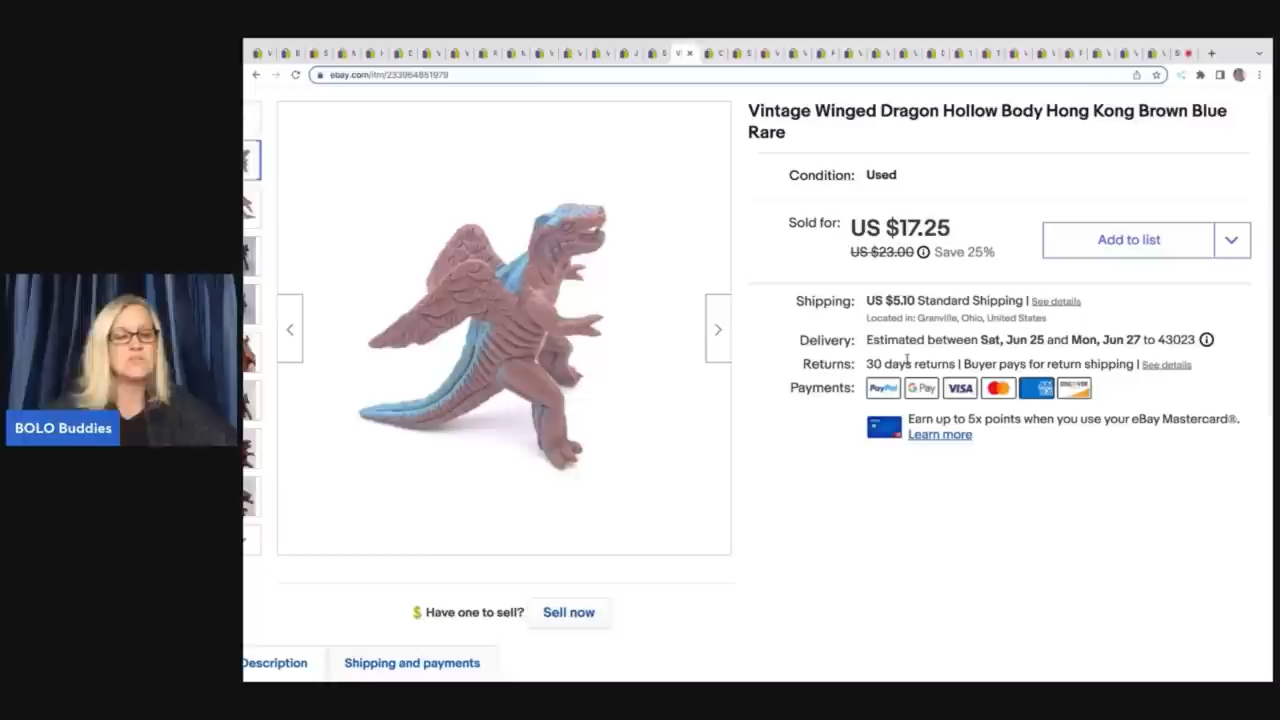 ebay.com/itm/233964851979
Vintage Winged Dragon Hollow Body Hong Kong Brown Blue
Rare
Condition: Used
Sold for: US $17.25
US $23.00 Save 25%
Add to list
Shipping: US $5.10 Standard Shipping | See details
Located in: Granville, Ohio, United States
Delivery: Estimated between Sat, Jun 25 and Mon, Jun 27 to 43023
Returns: 30 days returns | Buyer pays for return shipping | See details
Payments: PayPal G Pay VISA DISCOVER
Earn up to 5x points when you use your eBay Mastercard®.
Learn more
BOLO Buddies
Have one to sell? Sell now
Description Shipping and payments